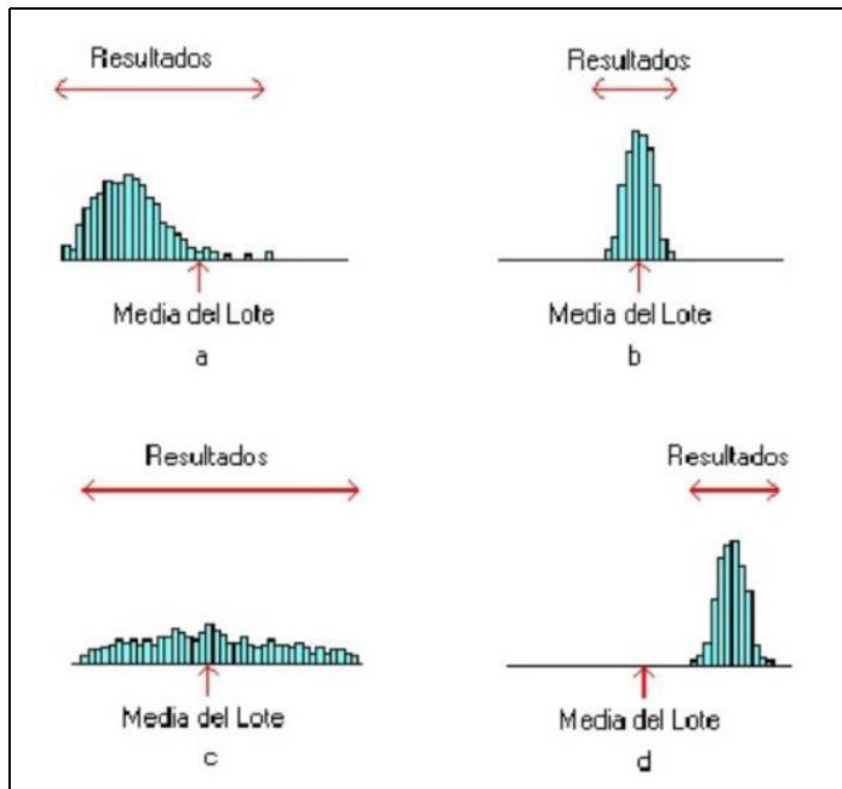 Resultados
Resultados
Media del Lote
Media del Lote
a
b
Resultados
Resultados
Media del Lote
Media del Lote
c
d